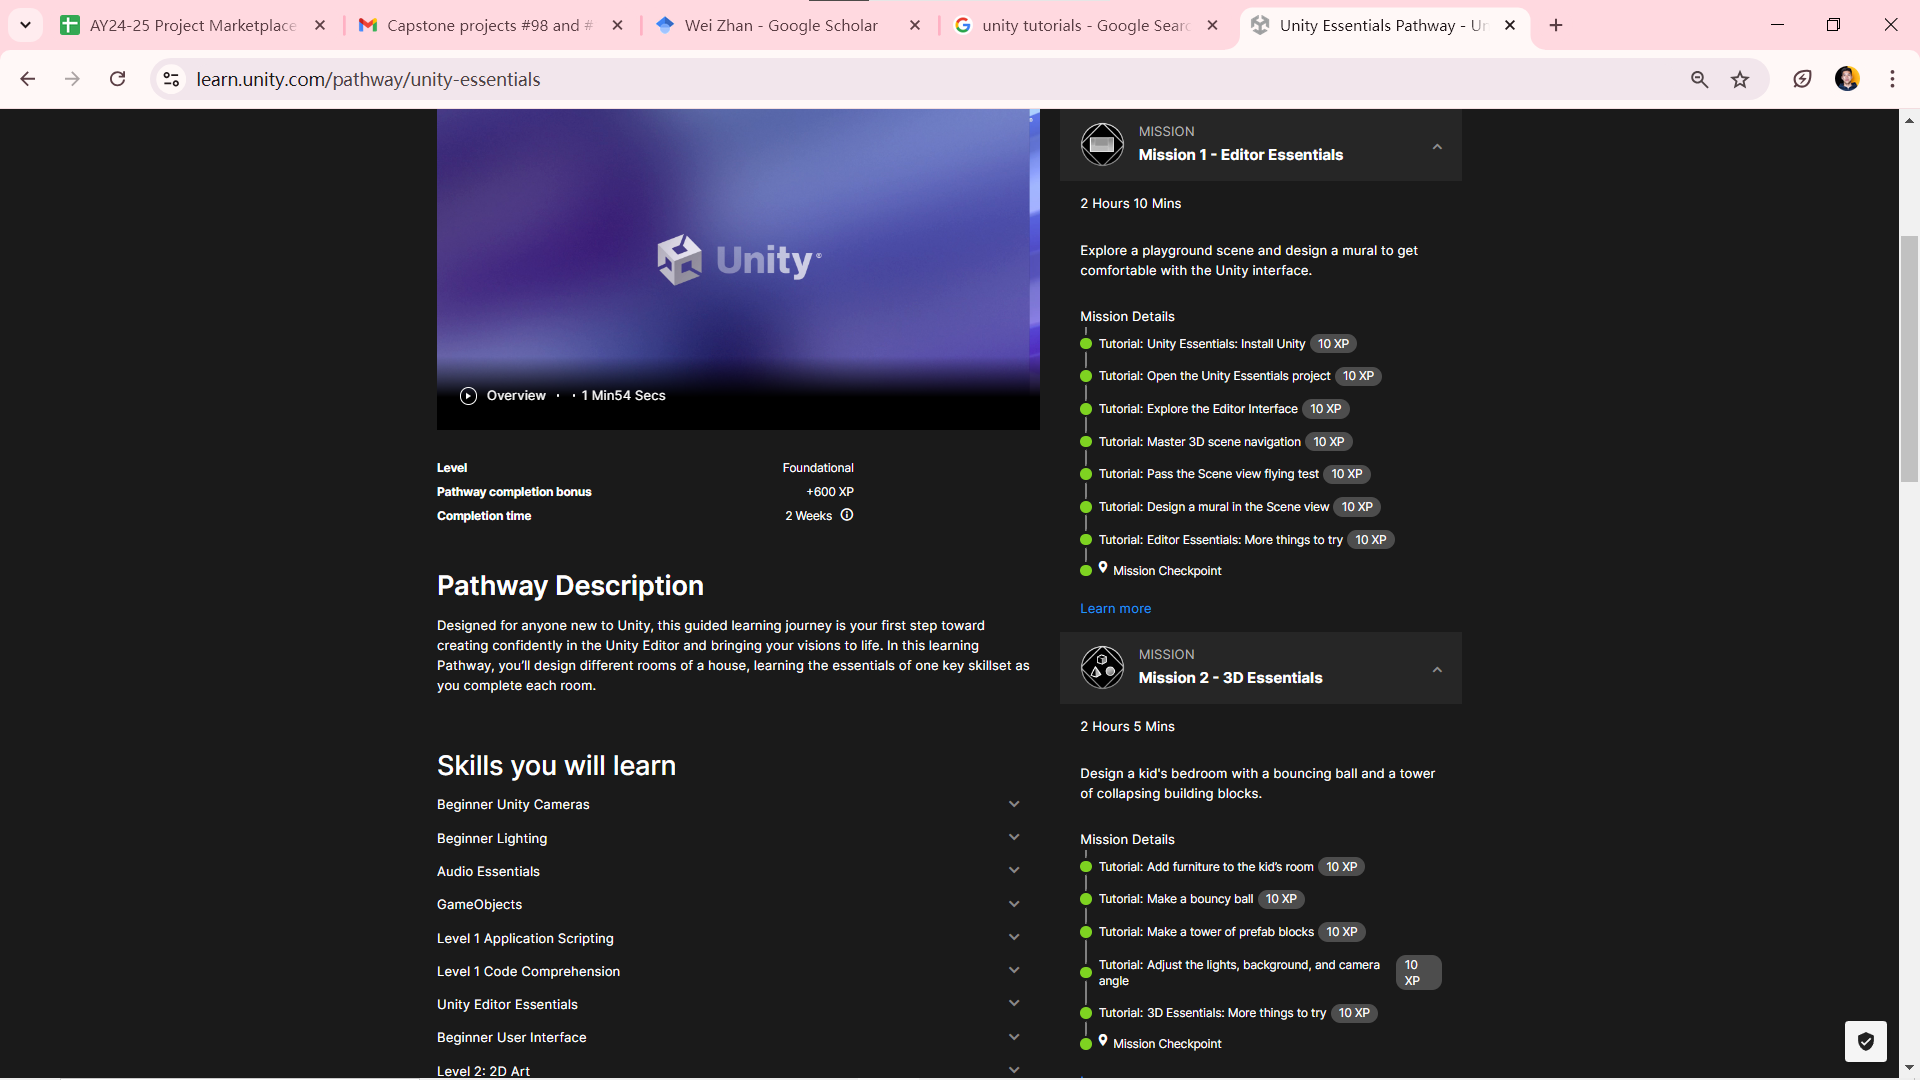 AY24-25 Project Marketplace
Capstone projects #98 and #
Wei Zhan - Google Scholar
unity tutorials - Google Searc
Unity Essentials Pathway - Un
learn.unity.com/pathway/unity-essentials
Unity
Overview · · 1 Min54 Secs
Level Foundational
Pathway completion bonus +600 XP
Completion time 2 Weeks
Pathway Description
Designed for anyone new to Unity, this guided learning journey is your first step toward
creating confidently in the Unity Editor and bringing your visions to life. In this learning
Pathway, you’ll design different rooms of a house, learning the essentials of one key skillset as
you complete each room.
Skills you will learn
Beginner Unity Cameras
Beginner Lighting
Audio Essentials
GameObjects
Level 1 Application Scripting
Level 1 Code Comprehension
Unity Editor Essentials
Beginner User Interface
Level 2: 2D Art
MISSION
Mission 1 - Editor Essentials
2 Hours 10 Mins
Explore a playground scene and design a mural to get
comfortable with the Unity interface.
Mission Details
Tutorial: Unity Essentials: Install Unity 10 XP
Tutorial: Open the Unity Essentials project 10 XP
Tutorial: Explore the Editor Interface 10 XP
Tutorial: Master 3D scene navigation 10 XP
Tutorial: Pass the Scene view flying test 10 XP
Tutorial: Design a mural in the Scene view 10 XP
Tutorial: Editor Essentials: More things to try 10 XP
Mission Checkpoint
Learn more
MISSION
Mission 2 - 3D Essentials
2 Hours 5 Mins
Design a kid's bedroom with a bouncing ball and a tower
of collapsing building blocks.
Mission Details
Tutorial: Add furniture to the kid’s room 10 XP
Tutorial: Make a bouncy ball 10 XP
Tutorial: Make a tower of prefab blocks 10 XP
Tutorial: Adjust the lights, background, and camera 10
angle XP
Tutorial: 3D Essentials: More things to try 10 XP
Mission Checkpoint